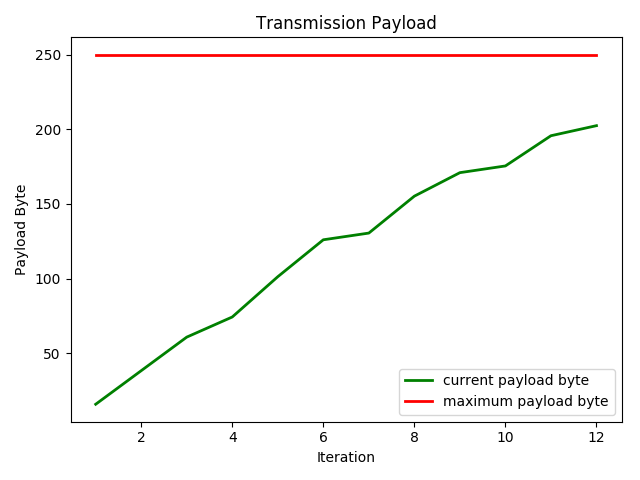 Transmission Payload
250
200
150
100
50
Payload Byte
2 4 6 8 10 12
Iteration
current payload byte
maximum payload byte